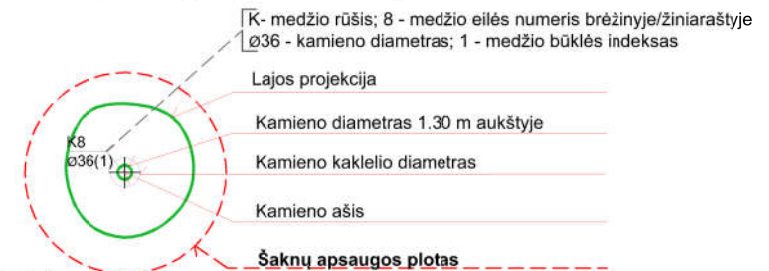 K- medžio rūšis; 8 - medžio eilės numeris brėžinyje/žiniaraštyje
ø36 - kamieno diametras; 1 - medžio būklės indeksas
Lajos projekcija
Kamieno diametras 1.30 m aukštyje
K8
ø36(1)
Kamieno kaklelio diametras
Kamieno ašis
Šaknų apsaugos plotas